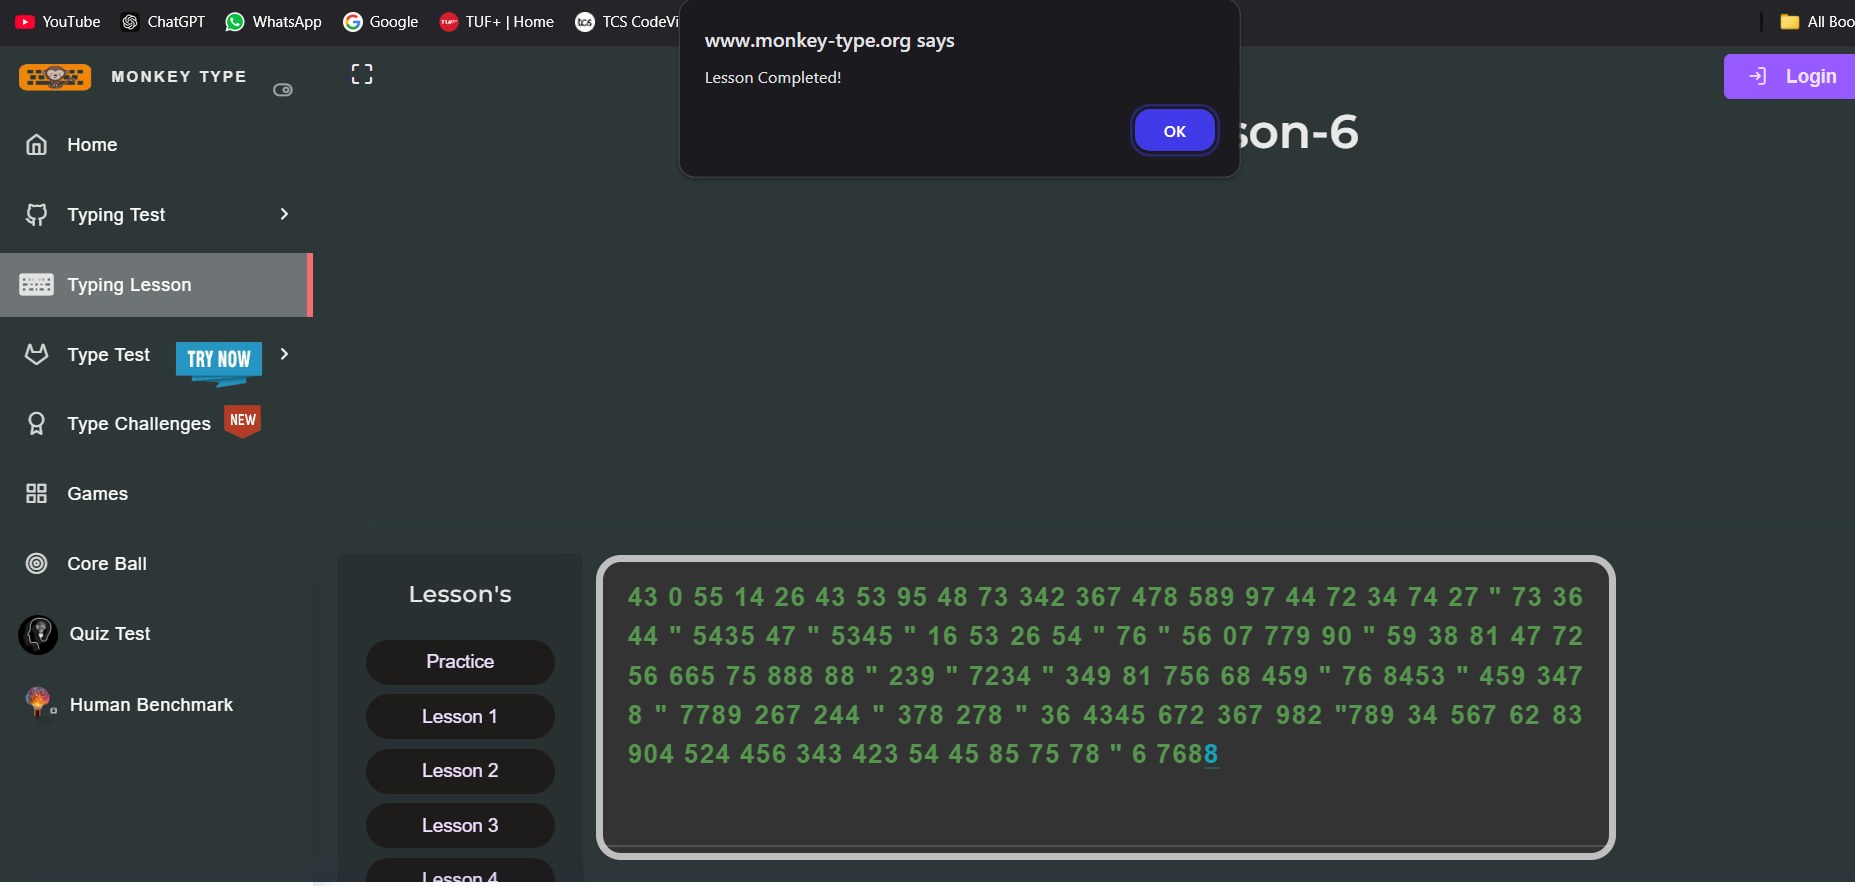 YouTube
ChatGPT
WhatsApp
Google
TUF+ | Home
TCS CodeVi
All Boo
www.monkey-type.org says
Lesson Completed!
OK
MONKEY TYPE
Login
son-6
Home
Typing Test
Typing Lesson
Type Test
TRY NOW
Type Challenges
NEW
Games
Core Ball
Quiz Test
Human Benchmark
Lesson's
Practice
Lesson 1
Lesson 2
Lesson 3
Lesson 4
43 0 55 14 26 43 53 95 48 73 342 367 478 589 97 44 72 34 74 27 " 73 36
44 " 5435 47 " 5345 " 16 53 26 54 " 76 " 56 07 779 90 " 59 38 81 47 72
56 665 75 888 88 " 239 " 7234 " 349 81 756 68 459 " 76 8453 " 459 347
8 " 7789 267 244 " 378 278 " 36 4345 672 367 982 "789 34 567 62 83
904 524 456 343 423 54 45 85 75 78 " 6 7688